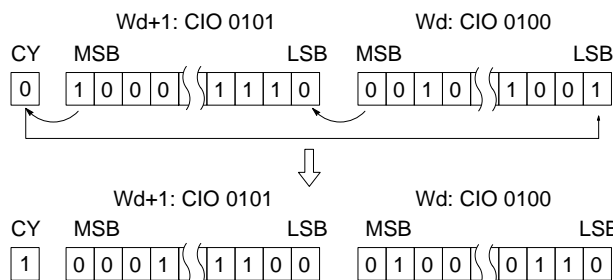 Wd+1: CIO 0101 Wd: CIO 0100
CY MSB LSB MSB LSB
0 1 0 0 0 1 1 1 0 0 0 1 0 1 0 0 1
Wd+1: CIO 0101 Wd: CIO 0100
CY MSB LSB MSB LSB
1 0 0 0 1 1 1 0 0 0 1 0 0 0 1 1 0